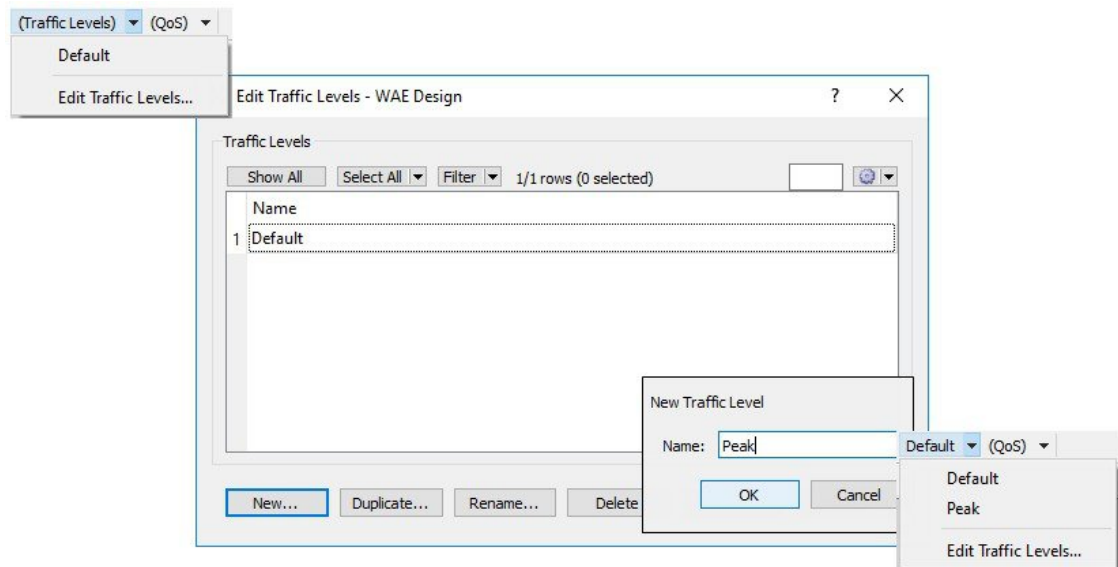 (Traffic Levels) (QoS)
Default
Edit Traffic Levels...
Edit Traffic Levels - WAE Design ?
Traffic Levels
Show All Select All Filter 1/1 rows (0 selected)
Name
1 Default
New... Duplicate... Rename... Delete
New Traffic Level
Name: Peak
OK Cancel
Default (QoS)
Default
Peak
Edit Traffic Levels...